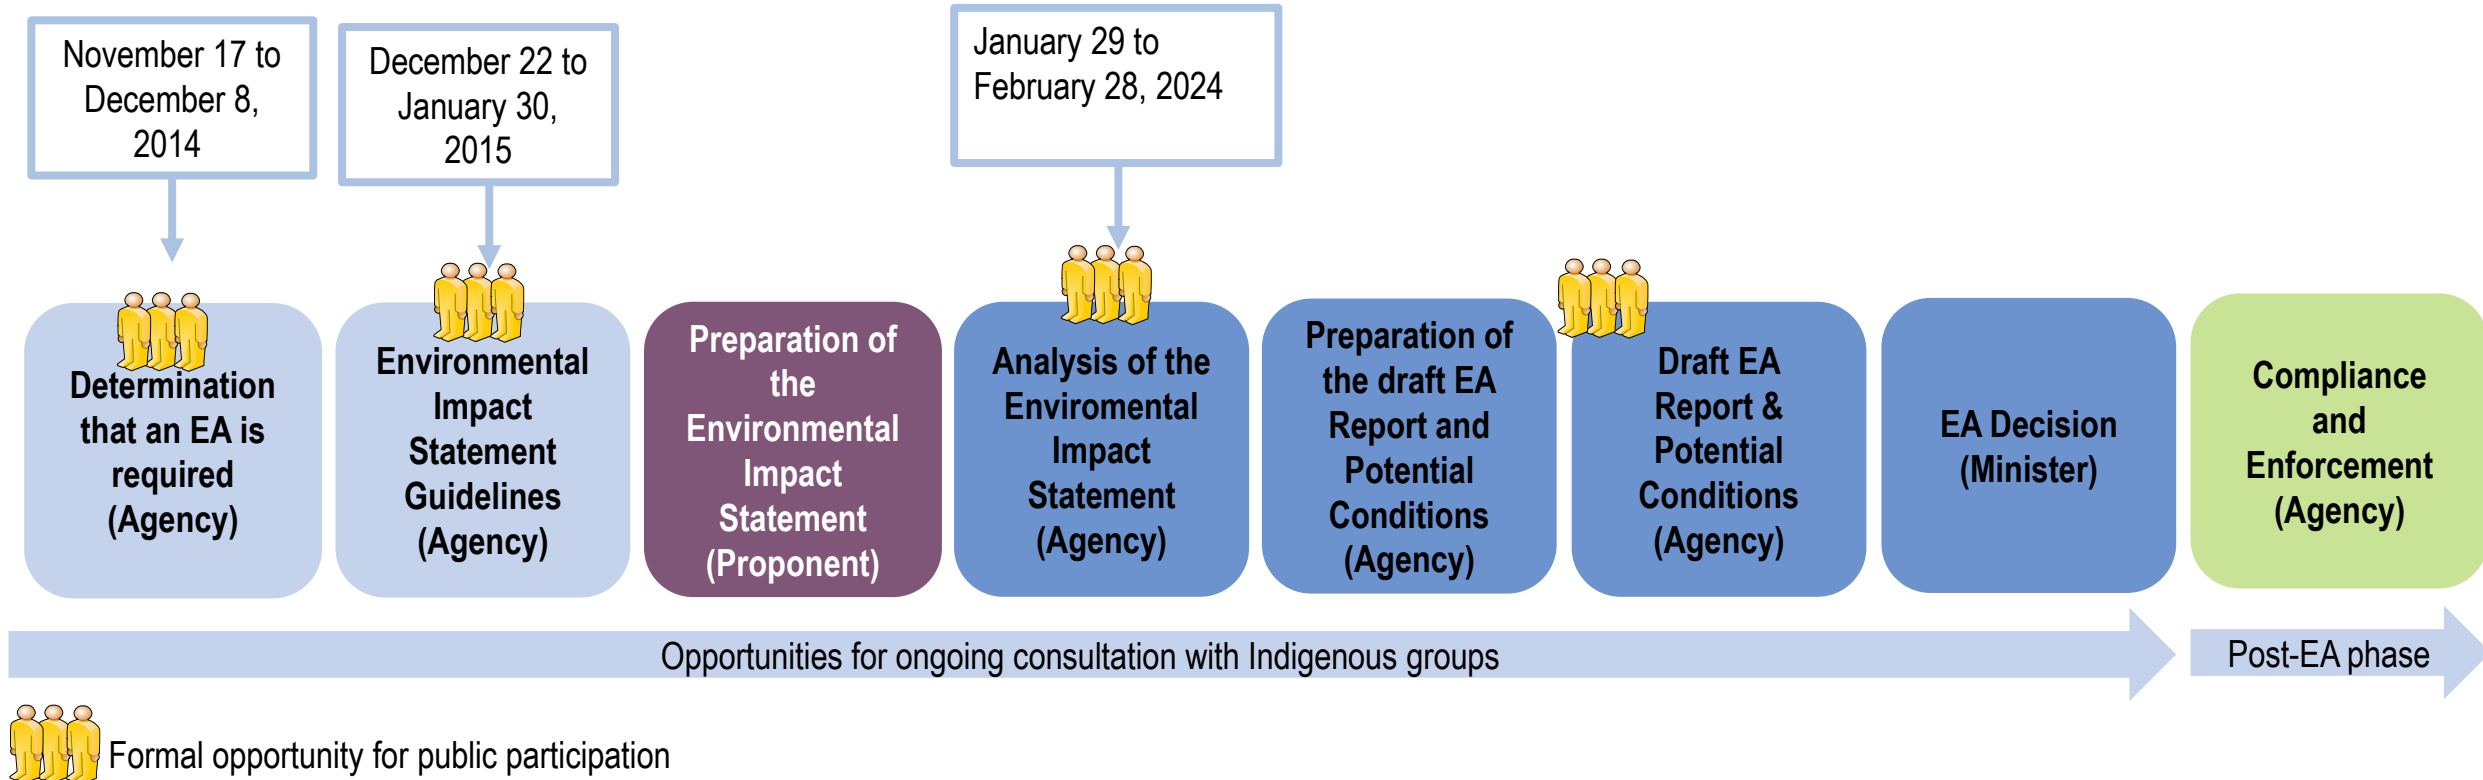 November 17 to
December 8,
2014
December 22 to
January 30,
2015
January 29 to
February 28, 2024
Determination
that an EA is
required
(Agency)
Environmental
Impact
Statement
Guidelines
(Agency)
Preparation of
the
Environmental
Impact
Statement
(Proponent)
Analysis of the
Enviromental
Impact
Statement
(Agency)
Preparation of
the draft EA
Report and
Potential
Conditions
(Agency)
Draft EA
Report &
Potential
Conditions
(Agency)
EA Decision
(Minister)
Compliance
and
Enforcement
(Agency)
Opportunities for ongoing consultation with Indigenous groups
Post-EA phase
Formal opportunity for public participation